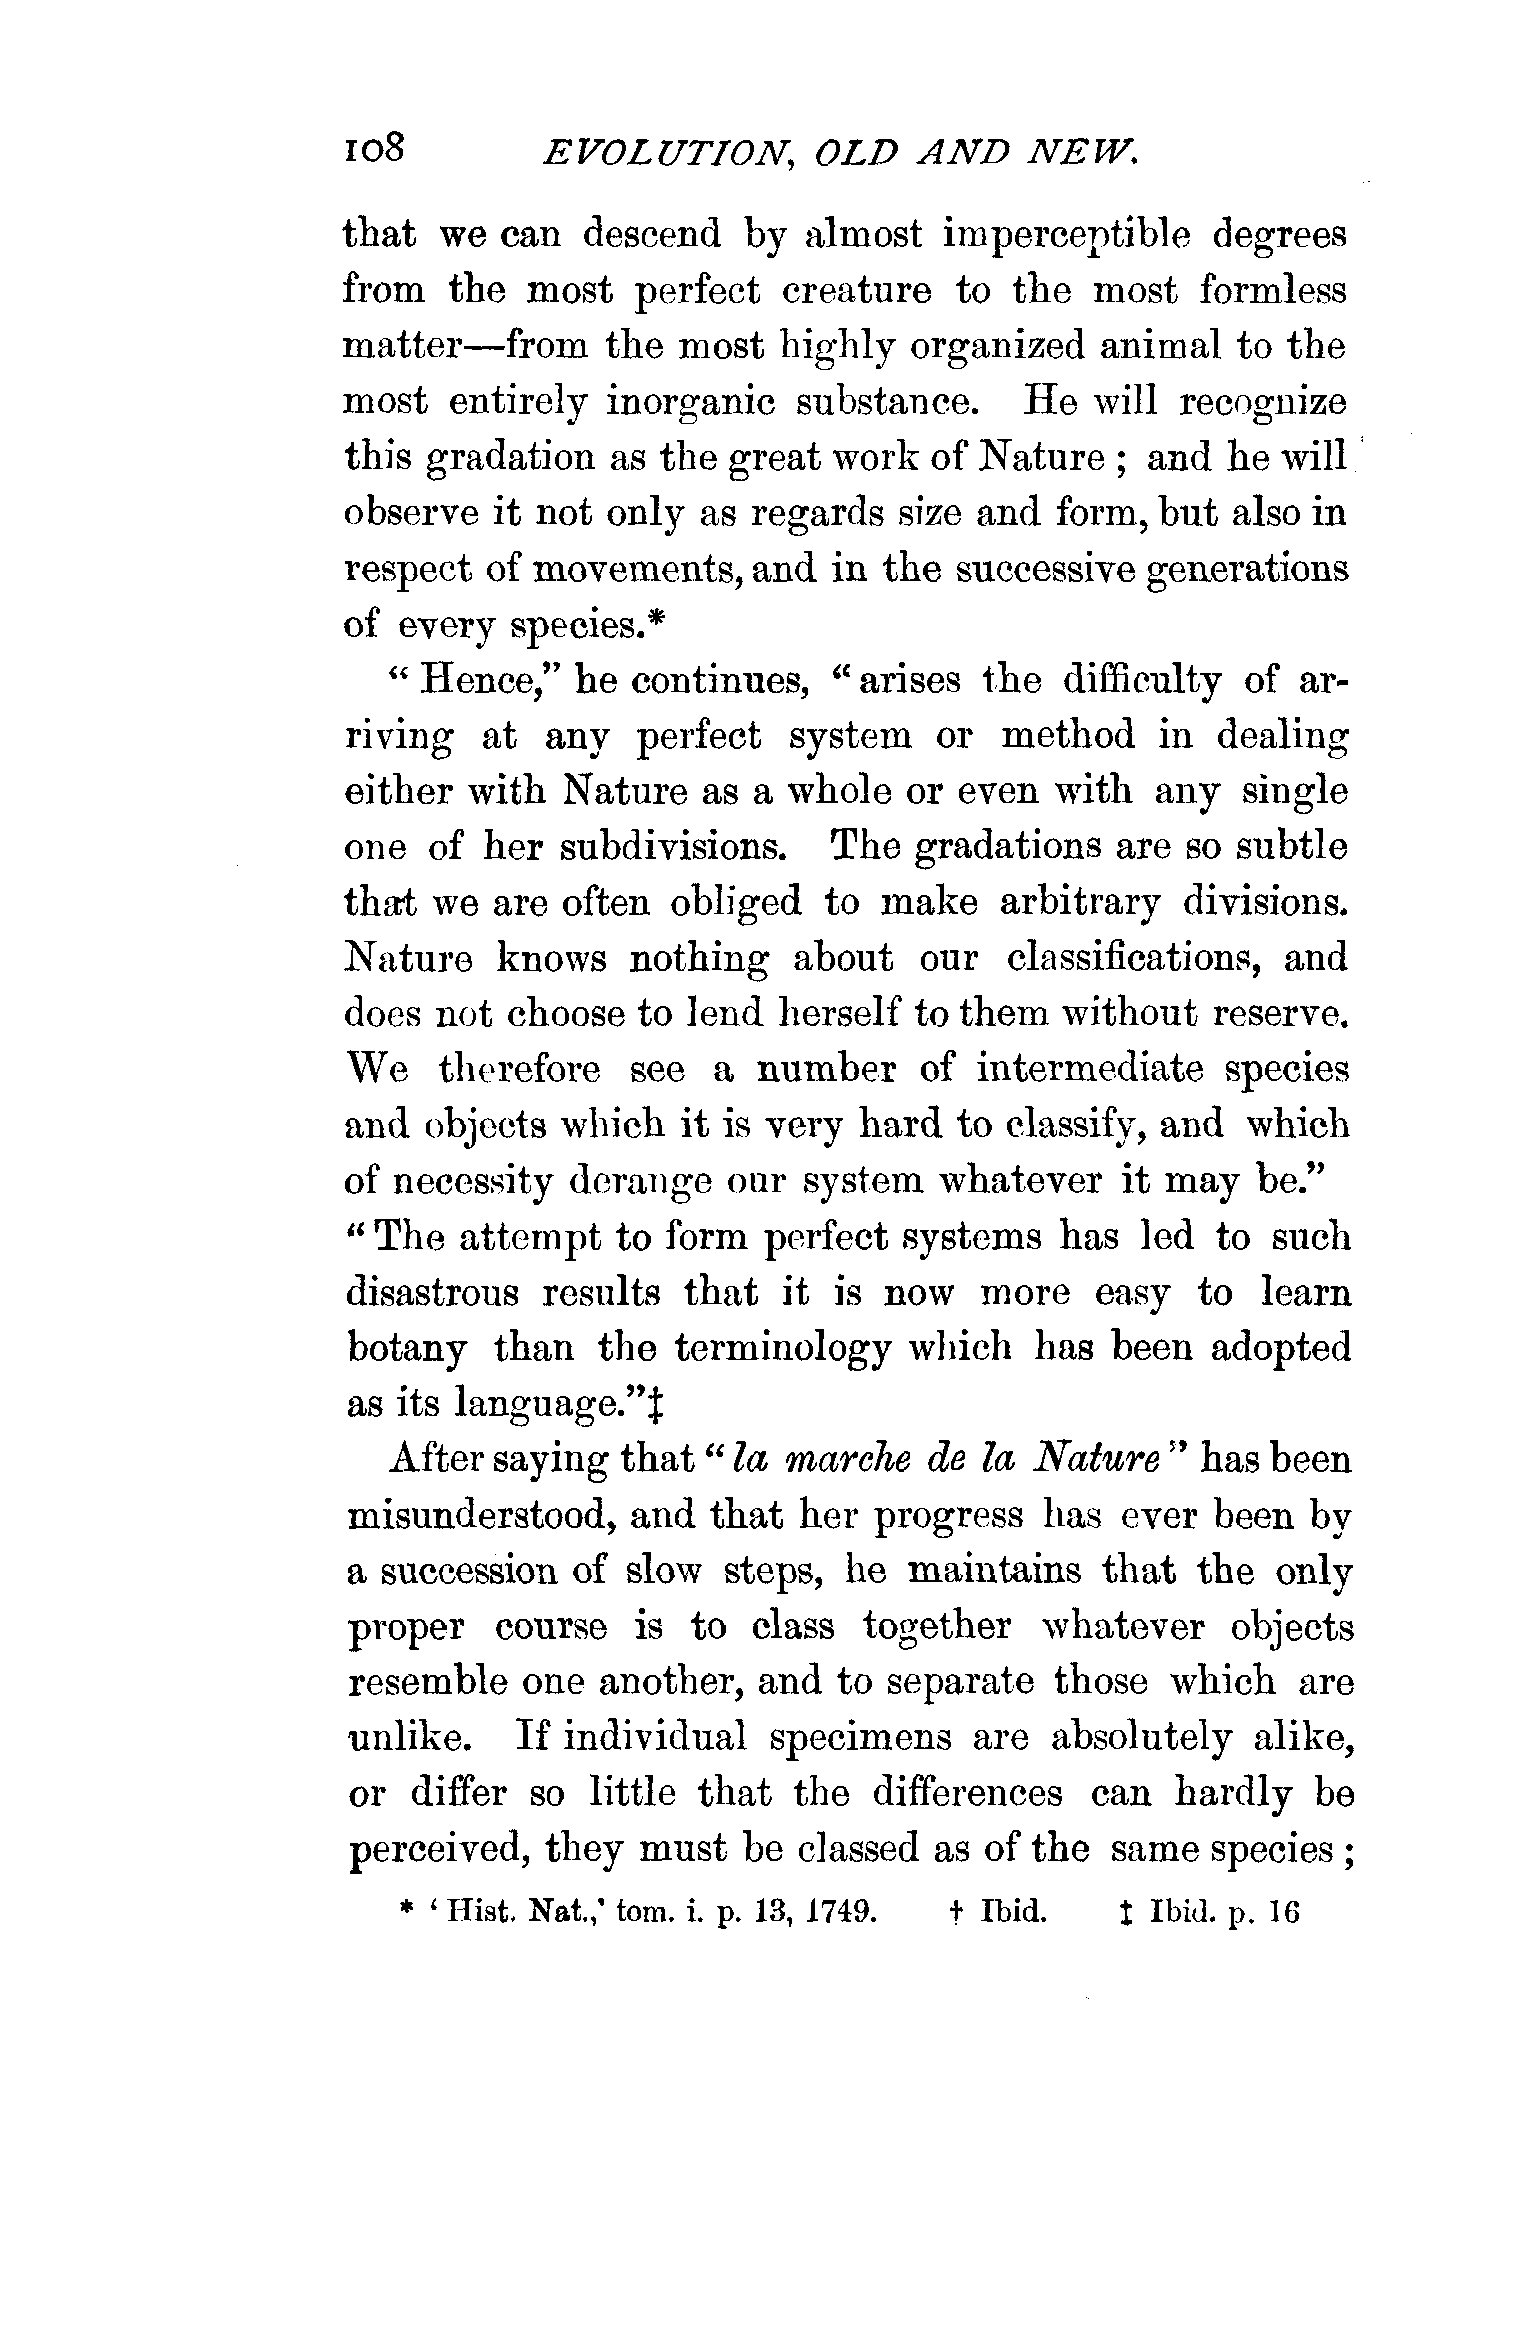 108 EVOLUTION, OLD AND NEW.
that we can descend by almost imperceptible degrees
from the most perfect creature to the most formless
matter—from the most highly organized animal to the
most entirely inorganic substance. He will recognize
this gradation as the great work of Nature ; and he will
observe it not only as regards size and form, but also in
respect of movements, and in the successive generations
of every species.*
“ Hence,” he continues, “ arises the difficulty of ar-
riving at any perfect system or method in dealing
either with Nature as a whole or even with any single
one of her subdivisions. The gradations are so subtle
that we are often obliged to make arbitrary divisions.
Nature knows nothing about our classifications, and
does not choose to lend herself to them without reserve.
We therefore see a number of intermediate species
and objects which it is very hard to classify, and which
of necessity derange our system whatever it may be.”
“ The attempt to form perfect systems has led to such
disastrous results that it is now more easy to learn
botany than the terminology which has been adopted
as its language.”‡
After saying that “ la marche de la Nature ” has been
misunderstood, and that her progress has ever been by
a succession of slow steps, he maintains that the only
proper course is to class together whatever objects
resemble one another, and to separate those which are
unlike. If individual specimens are absolutely alike,
or differ so little that the differences can hardly be
perceived, they must be classed as of the same species ;
* ‘ Hist. Nat.,’ tom. i. p. 13, 1749. † Ibid. ‡ Ibid. p. 16